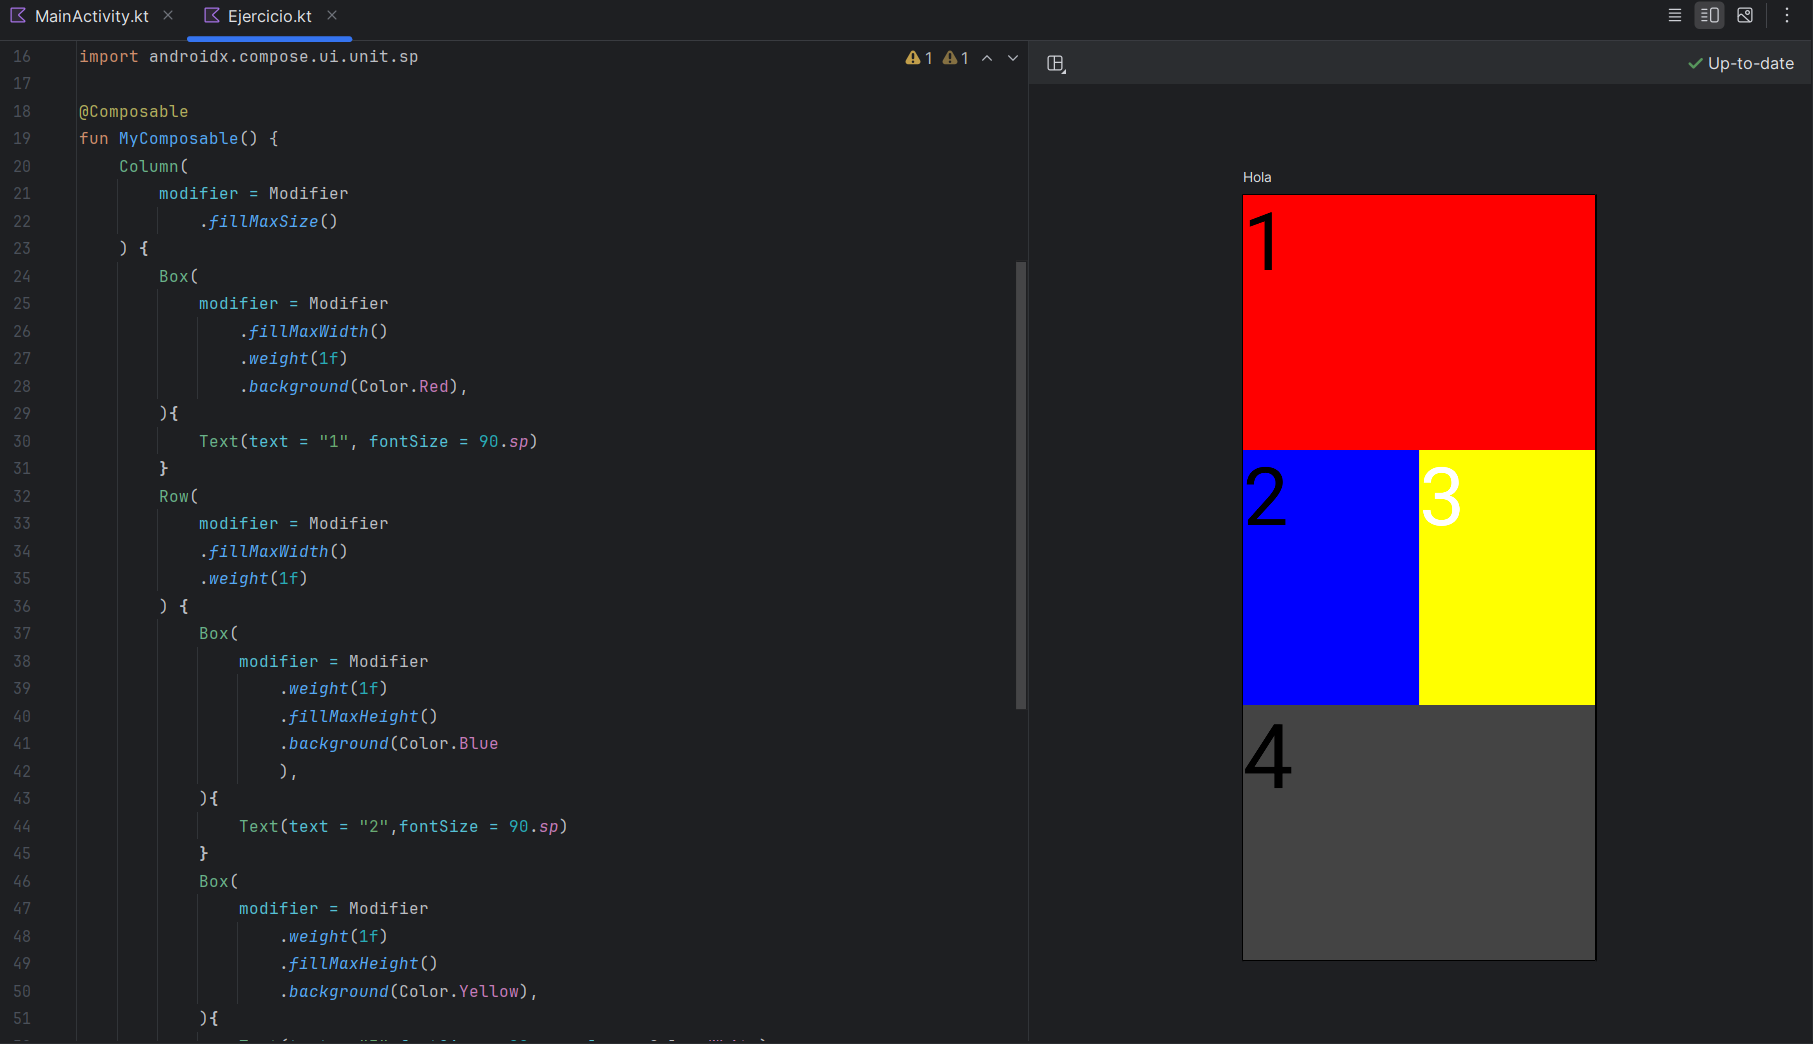 MainActivity.kt
Ejercicio.kt
1
1
16 import androidx.compose.ui.unit.sp
17
18 @Composable
19 fun MyComposable() {
20 Column(
21 modifier = Modifier
22 .fillMaxSize()
23 ) {
24 Box(
25 modifier = Modifier
26 .fillMaxWidth()
27 .weight(1f)
28 .background(Color.Red),
29 ){
30 Text(text = "1", fontSize = 90.sp)
31 }
32 Row(
33 modifier = Modifier
34 .fillMaxWidth()
35 .weight(1f)
36 ) {
37 Box(
38 modifier = Modifier
39 .weight(1f)
40 .fillMaxHeight()
41 .background(Color.Blue
42 ),
43 ){
44 Text(text = "2",fontSize = 90.sp)
45 }
46 Box(
47 modifier = Modifier
48 .weight(1f)
49 .fillMaxHeight()
50 .background(Color.Yellow),
51 ){
Up-to-date
Hola
1
2
3
4